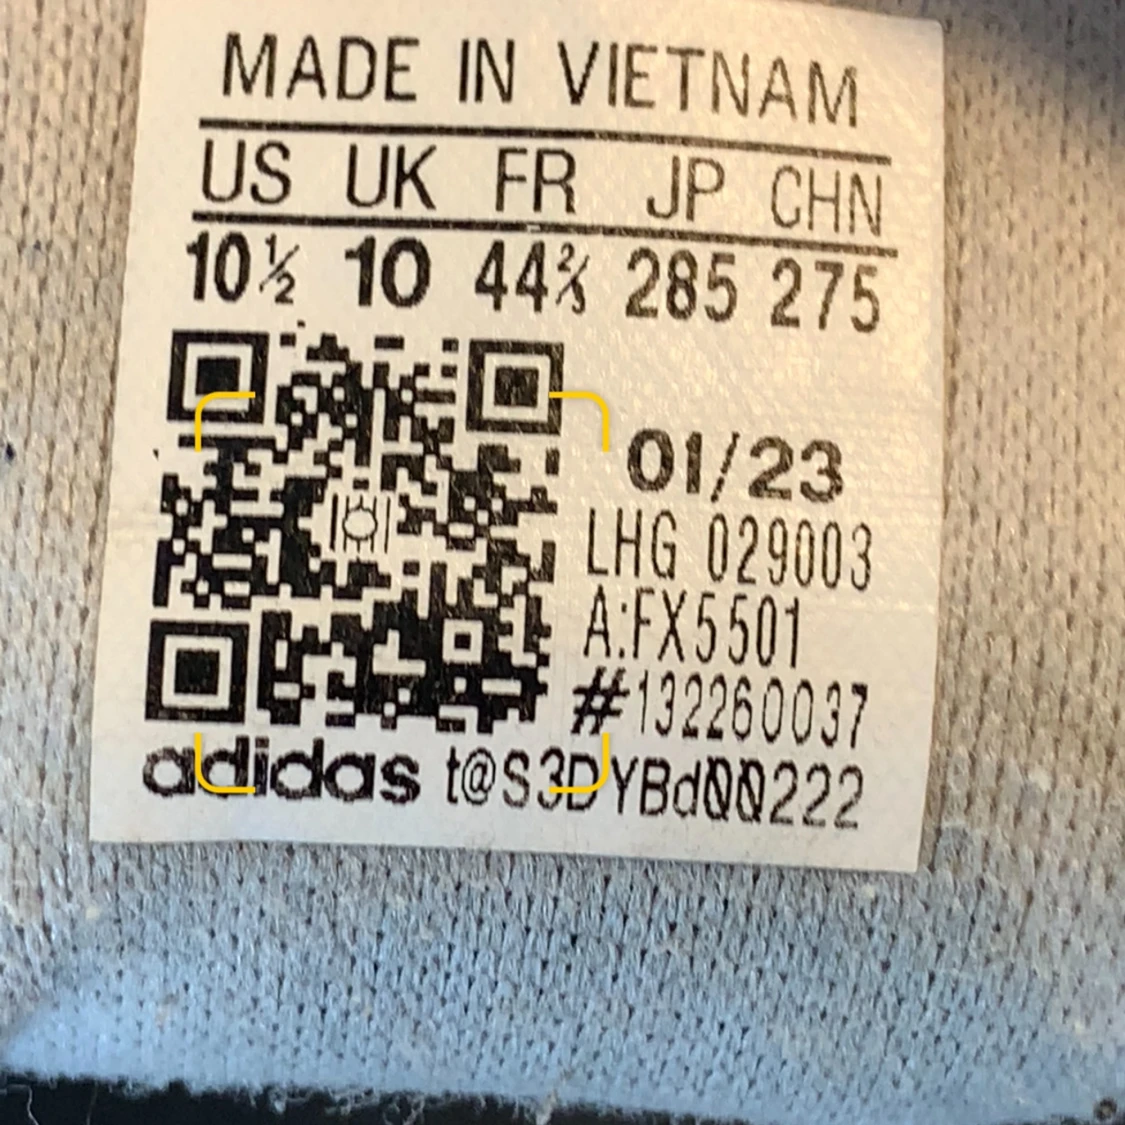 MADE IN VIETNAM
US UK FR JP CHN
10½ 10 44⅔ 285 275
01/23
LHG 029003
A:FX5501
#132260037
adidas t@S3DYBd00222